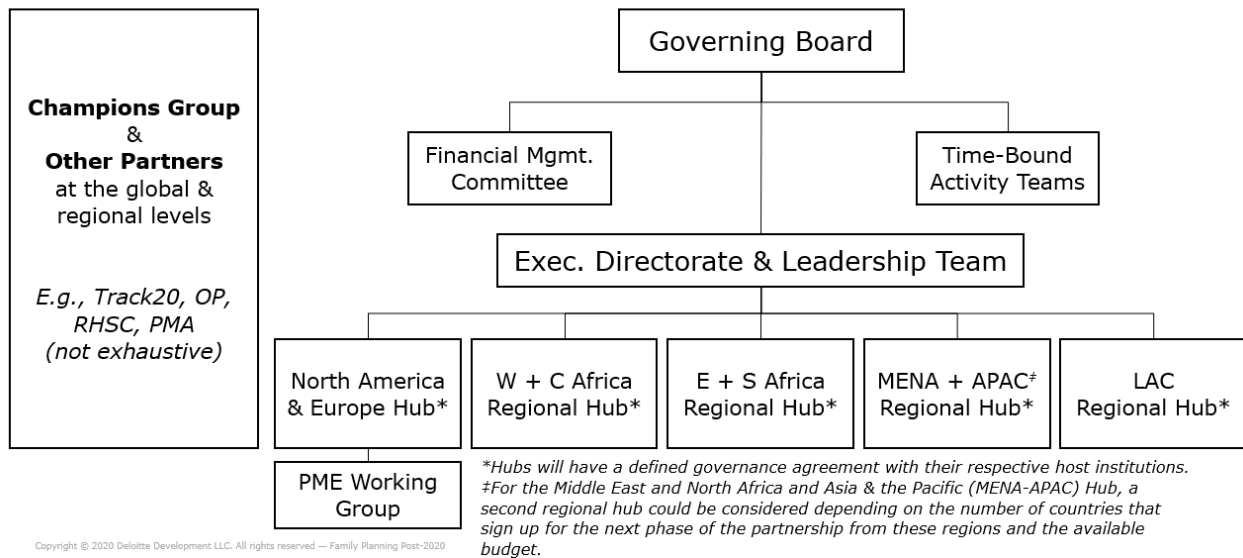 Champions Group
&
Other Partners
at the global &
regional levels
E.g., Track20, OP,
RHSC, PMA
(not exhaustive)
Governing Board
Financial Mgmt.
Committee
Time-Bound
Activity Teams
Exec. Directorate & Leadership Team
North America
& Europe Hub*
W + C Africa
Regional Hub*
E + S Africa
Regional Hub*
MENA + APAC‡
Regional Hub*
LAC
Regional Hub*
PME Working
Group
*Hubs will have a defined governance agreement with their respective host institutions.
‡For the Middle East and North Africa and Asia & the Pacific (MENA-APAC) Hub, a
second regional hub could be considered depending on the number of countries that
sign up for the next phase of the partnership from these regions and the available
budget.
Copyright © 2020 Deloitte Development LLC. All rights reserved — Family Planning Post-2020